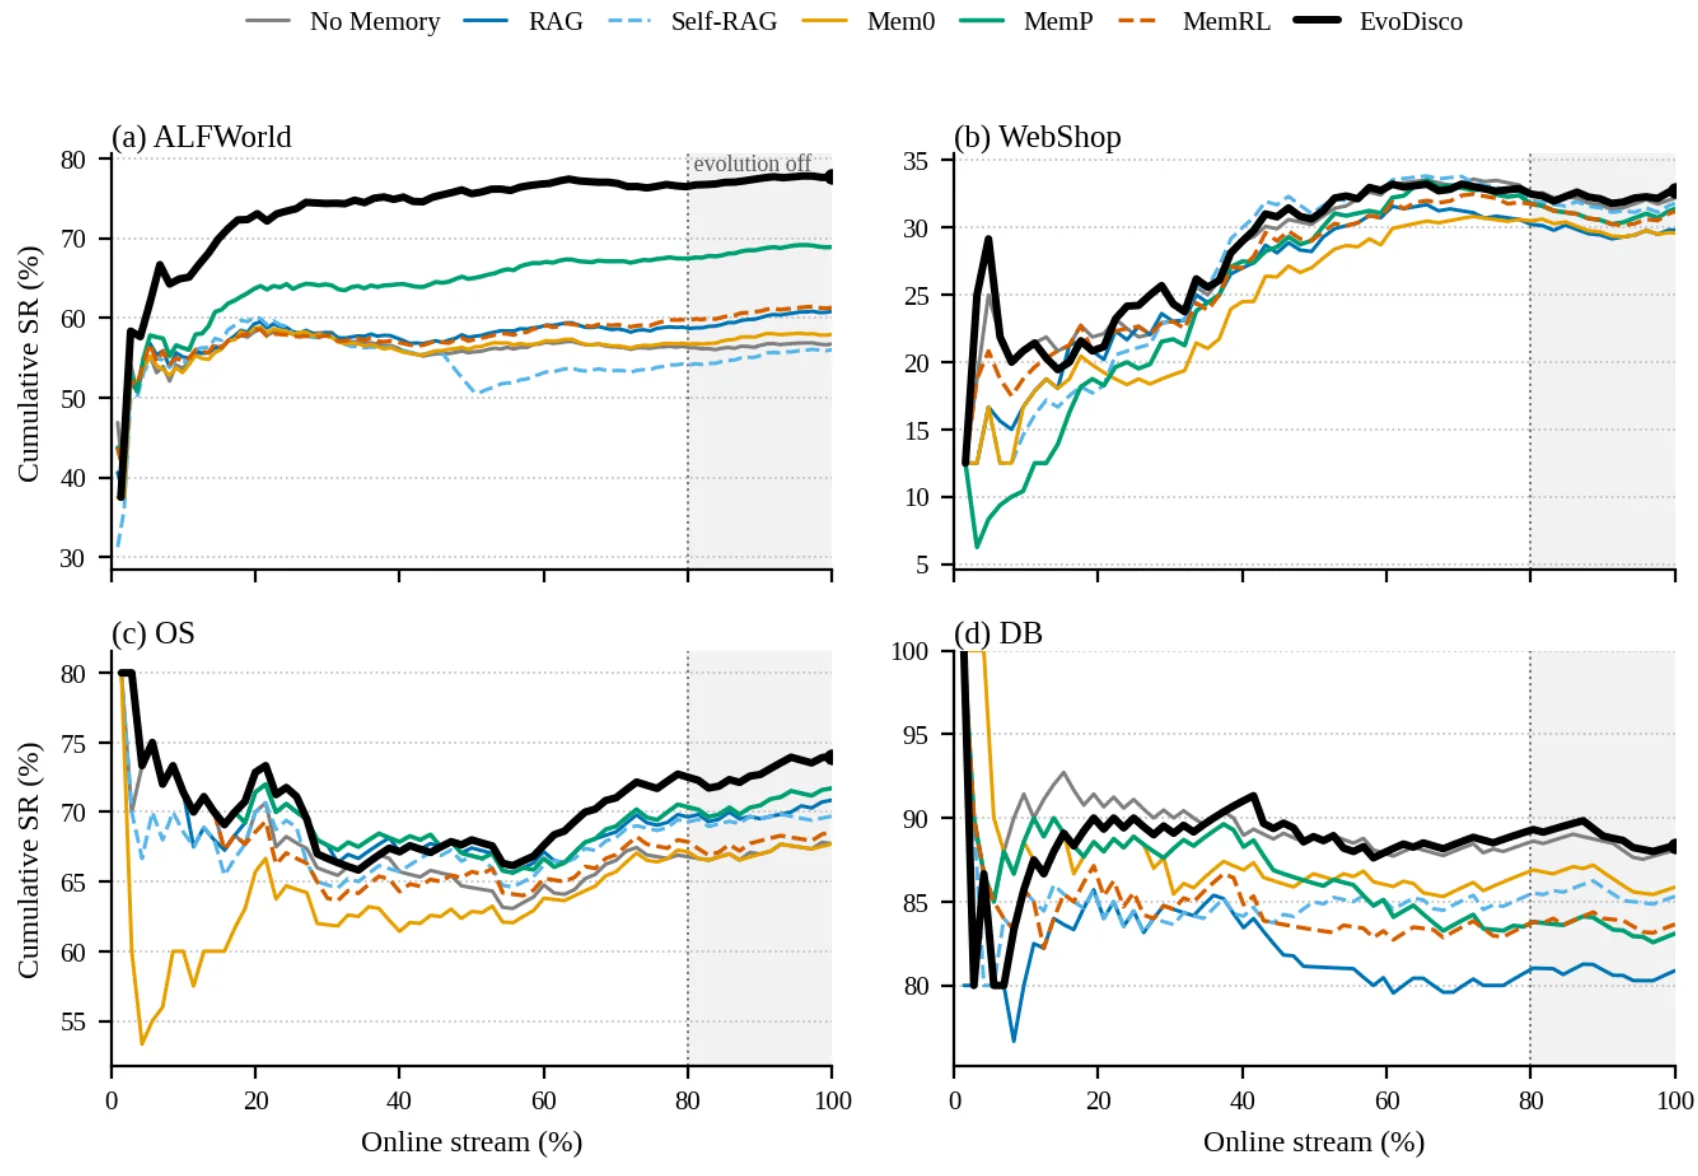 No Memory RAG Self-RAG Mem0 MemP MemRL EvoDisco
(a) ALFWorld
evolution off
80
70
60
50
40
30
Cumulative SR (%)
(b) WebShop
35
30
25
20
15
10
5
(c) OS
80
75
70
65
60
55
Cumulative SR (%)
0 20 40 60 80 100
Online stream (%)
(d) DB
100
95
90
85
80
0 20 40 60 80 100
Online stream (%)